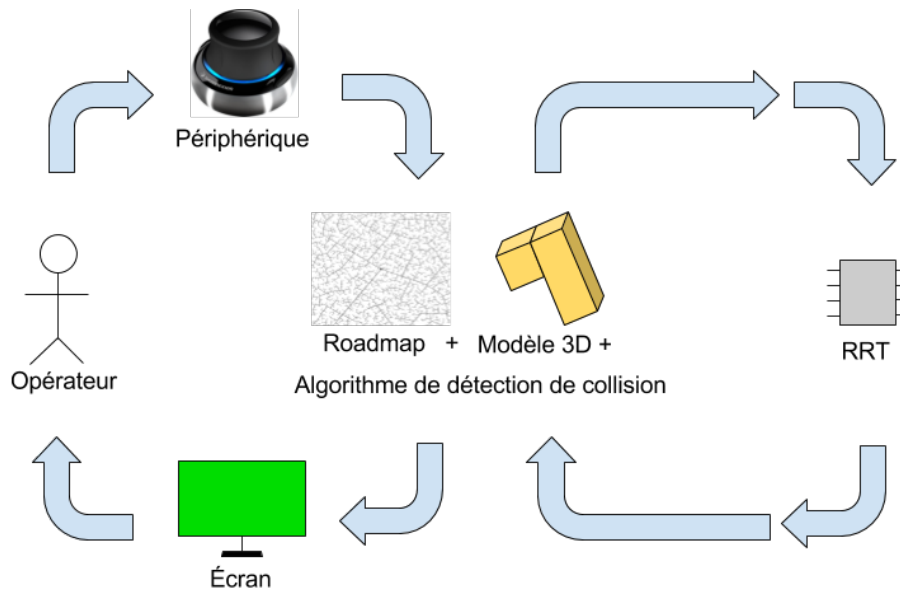 Périphérique
Opérateur
Roadmap + Modèle 3D +
Algorithme de détection de collision
RRT
Écran